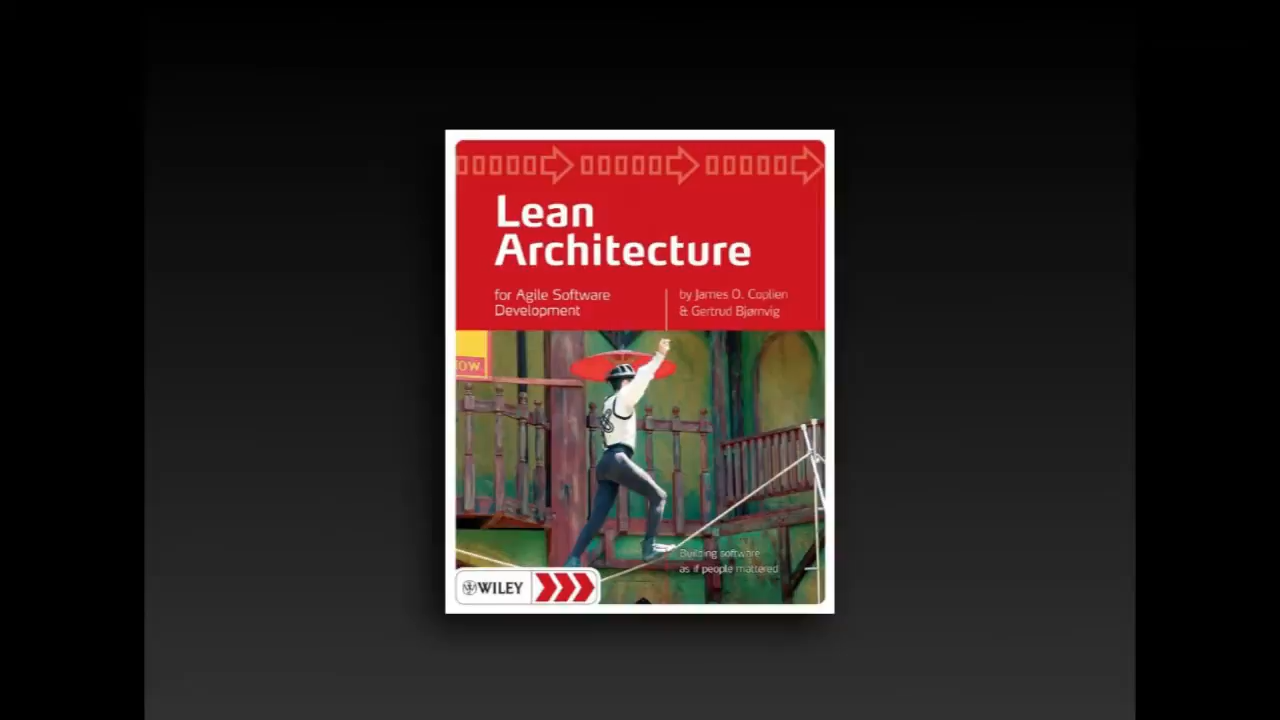 Lean
Architecture
for Agile Software
Development
by James O. Coplien
& Gertrud Bjørnvig
OW
Building software
as if people mattered
WILEY